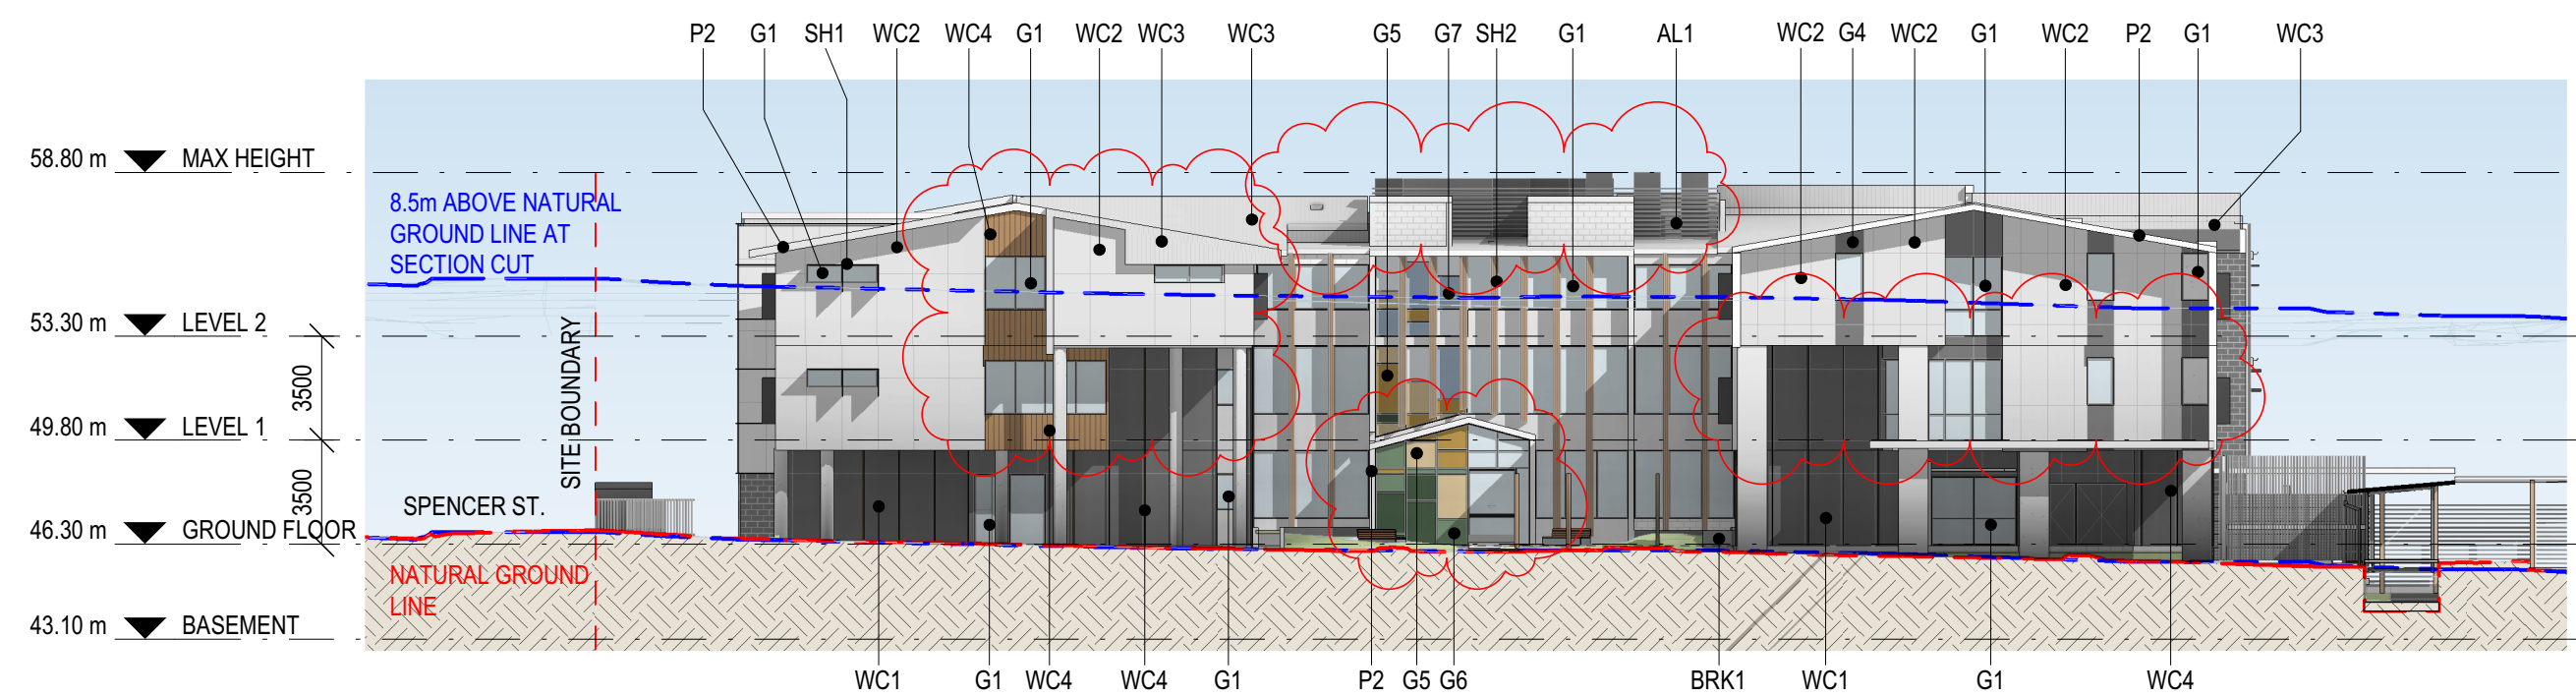 P2 G1 SH1 WC2 WC4 G1 WC2 WC3 WC3 G5 G7 SH2 G1 AL1 WC2 G4 WC2 G1 WC2 P2 G1 WC3
58.80 m MAX HEIGHT
8.5m ABOVE NATURAL
GROUND LINE AT
SECTION CUT
53.30 m LEVEL 2
3500
SITE BOUNDARY
49.80 m LEVEL 1
3500
SPENCER ST.
46.30 m GROUND FLOOR
NATURAL GROUND
LINE
43.10 m BASEMENT
WC1 G1 WC4 WC4 G1 P2 G5 G6 BRK1 WC1 G1 WC4